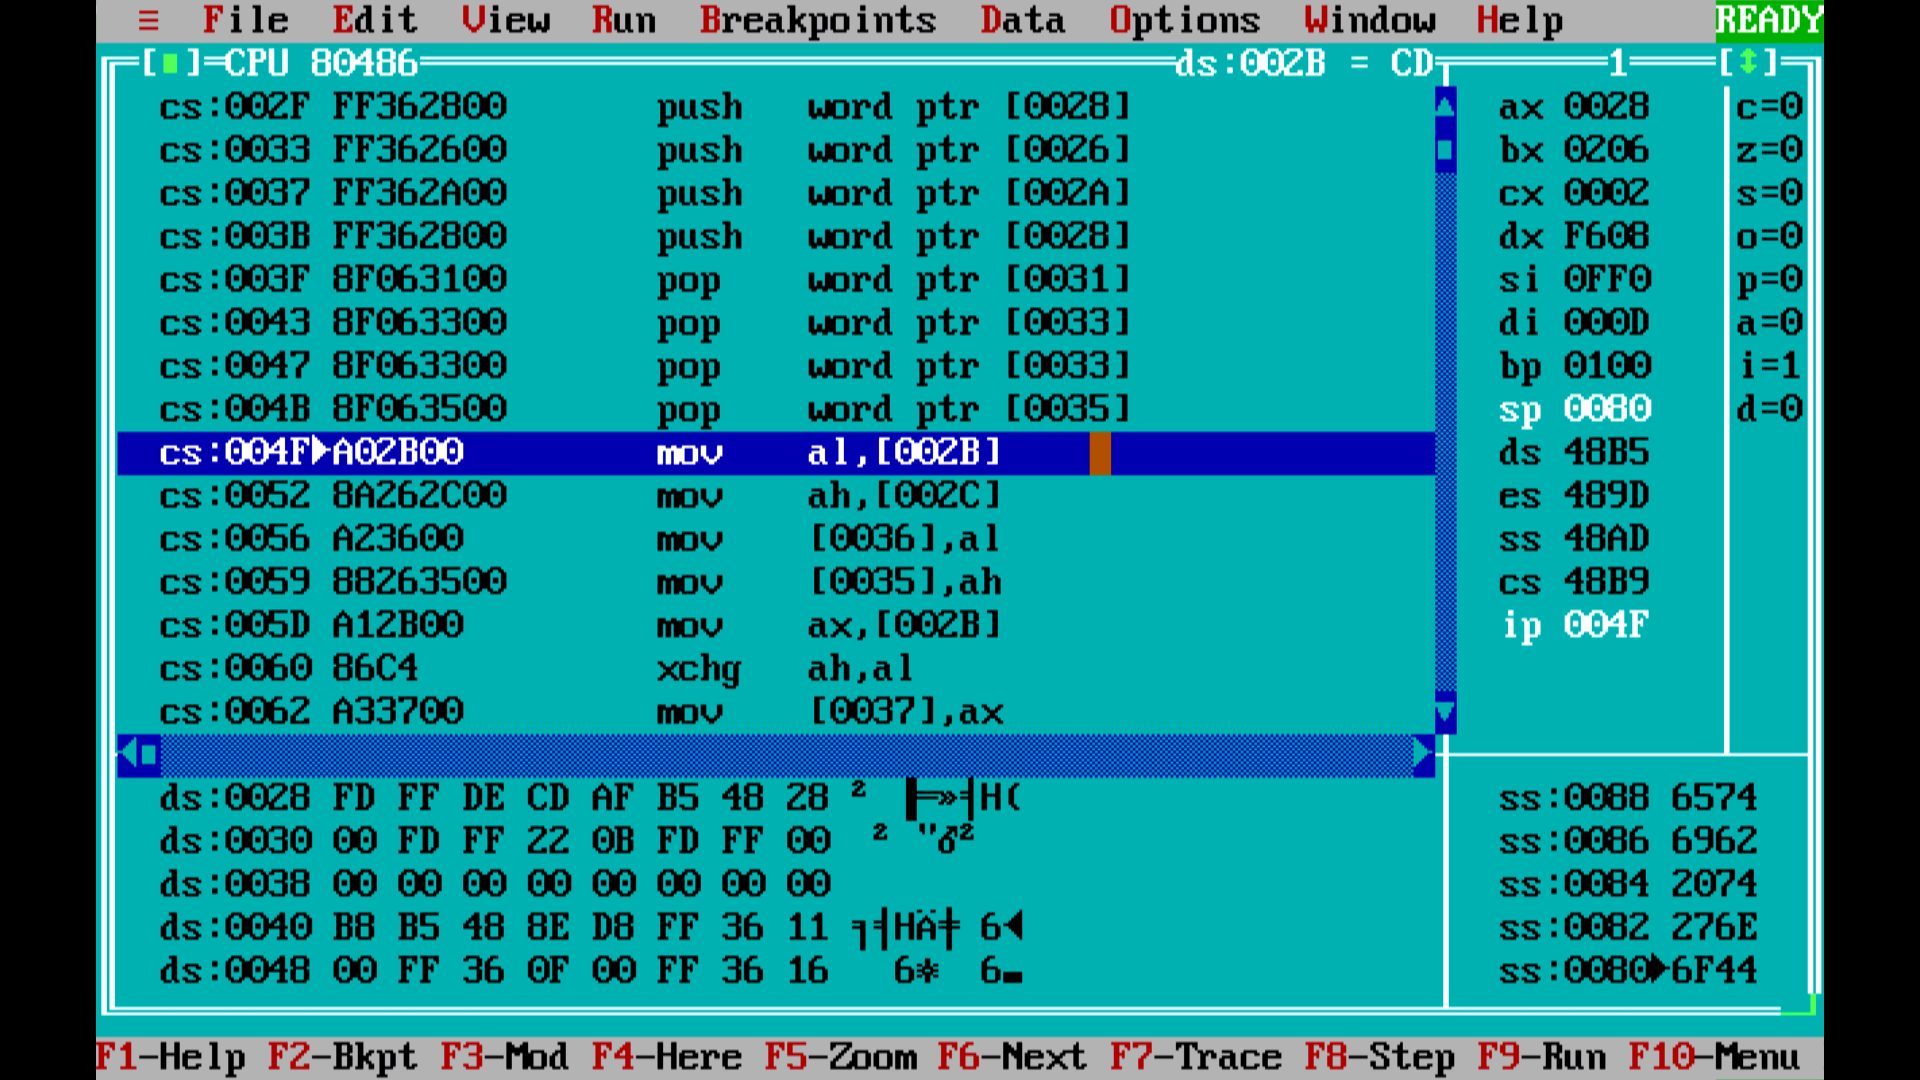 ≡ File Edit View Run Breakpoints Data Options Window Help READY
[■]=CPU 80486 ds:002B = CD 1 [↕]
cs:002F FF362800 push word ptr [0028] ax 0028 c=0
cs:0033 FF362600 push word ptr [0026] bx 0206 z=0
cs:0037 FF362A00 push word ptr [002A] cx 0002 s=0
cs:003B FF362800 push word ptr [0028] dx F608 o=0
cs:003F 8F063100 pop word ptr [0031] si 0FF0 p=0
cs:0043 8F063300 pop word ptr [0033] di 000D a=0
cs:0047 8F063300 pop word ptr [0033] bp 0100 i=1
cs:004B 8F063500 pop word ptr [0035] sp 0080 d=0
cs:004F►A02B00 mov al,[002B] ds 48B5
cs:0052 8A262C00 mov ah,[002C] es 489D
cs:0056 A23600 mov [0036],al ss 48AD
cs:0059 88263500 mov [0035],ah cs 48B9
cs:005D A12B00 mov ax,[002B] ip 004F
cs:0060 86C4 xchg ah,al
cs:0062 A33700 mov [0037],ax
ds:0028 FD FF DE CD AF B5 48 28 ² ▐═»╡H( ss:0088 6574
ds:0030 00 FD FF 22 0B FD FF 00 ² "♂² ss:0086 6962
ds:0038 00 00 00 00 00 00 00 00 ss:0084 2074
ds:0040 B8 B5 48 8E D8 FF 36 11 ╕╡HÄ╪ 6◄ ss:0082 276E
ds:0048 00 FF 36 0F 00 FF 36 16 6☼ 6▬ ss:0080►6F44
F1-Help F2-Bkpt F3-Mod F4-Here F5-Zoom F6-Next F7-Trace F8-Step F9-Run F10-Menu